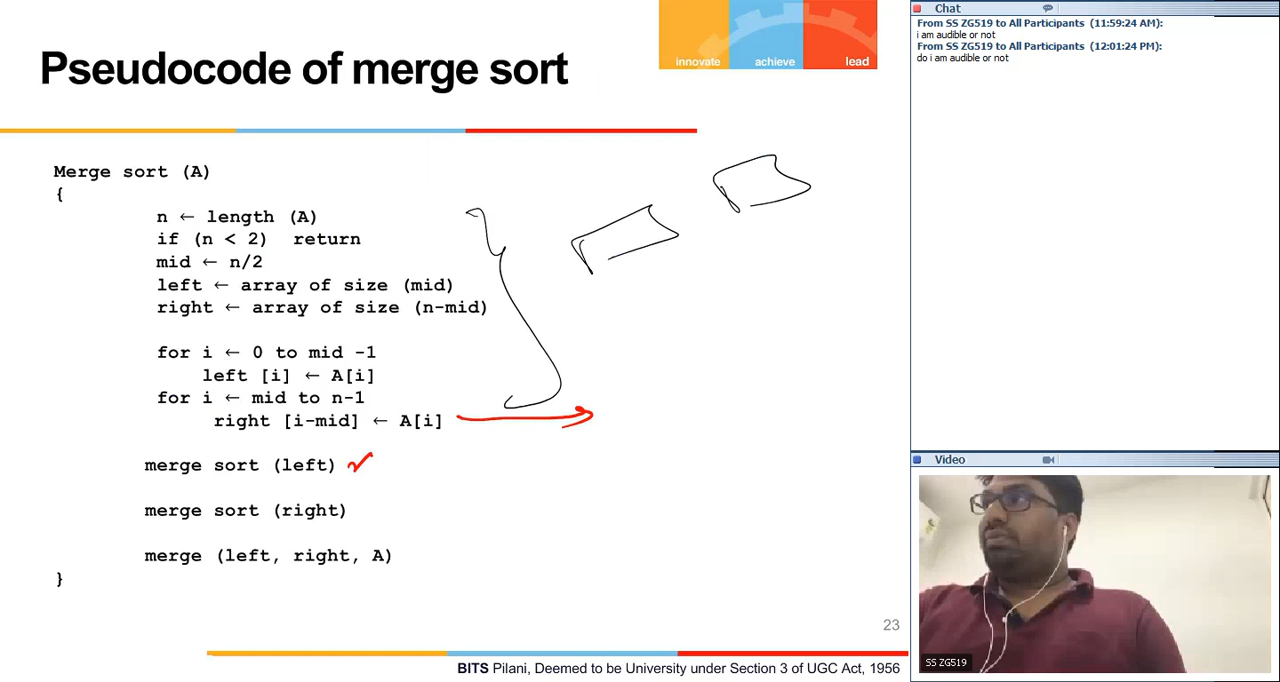 Pseudocode of merge sort
innovate achieve lead
Merge sort (A)
{
n ← length (A)
if (n < 2) return
mid ← n/2
left ← array of size (mid)
right ← array of size (n-mid)
for i ← 0 to mid -1
left [i] ← A[i]
for i ← mid to n-1
right [i-mid] ← A[i]
merge sort (left)
merge sort (right)
merge (left, right, A)
}
23
BITS Pilani, Deemed to be University under Section 3 of UGC Act, 1956
Chat
From SS ZG519 to All Participants (11:59:24 AM):
i am audible or not
From SS ZG519 to All Participants (12:01:24 PM):
do i am audible or not
Video
SS ZG519